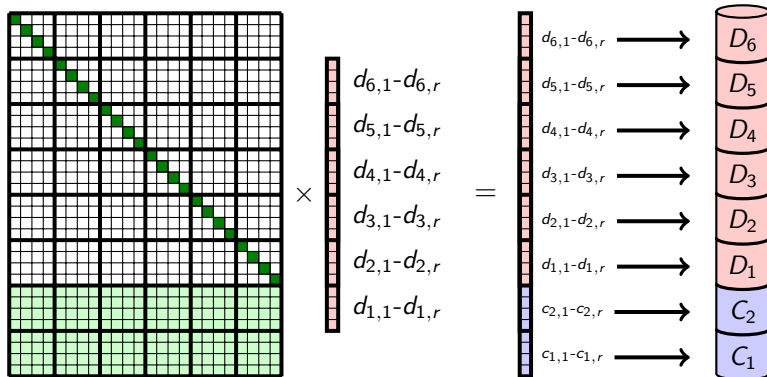 d6,1-d6,r D6
d6,1-d6,r d5,1-d5,r D5
d5,1-d5,r d4,1-d4,r D4
d4,1-d4,r × = d3,1-d3,r D3
d3,1-d3,r d2,1-d2,r D2
d2,1-d2,r d1,1-d1,r D1
d1,1-d1,r c2,1-c2,r C2
c1,1-c1,r C1